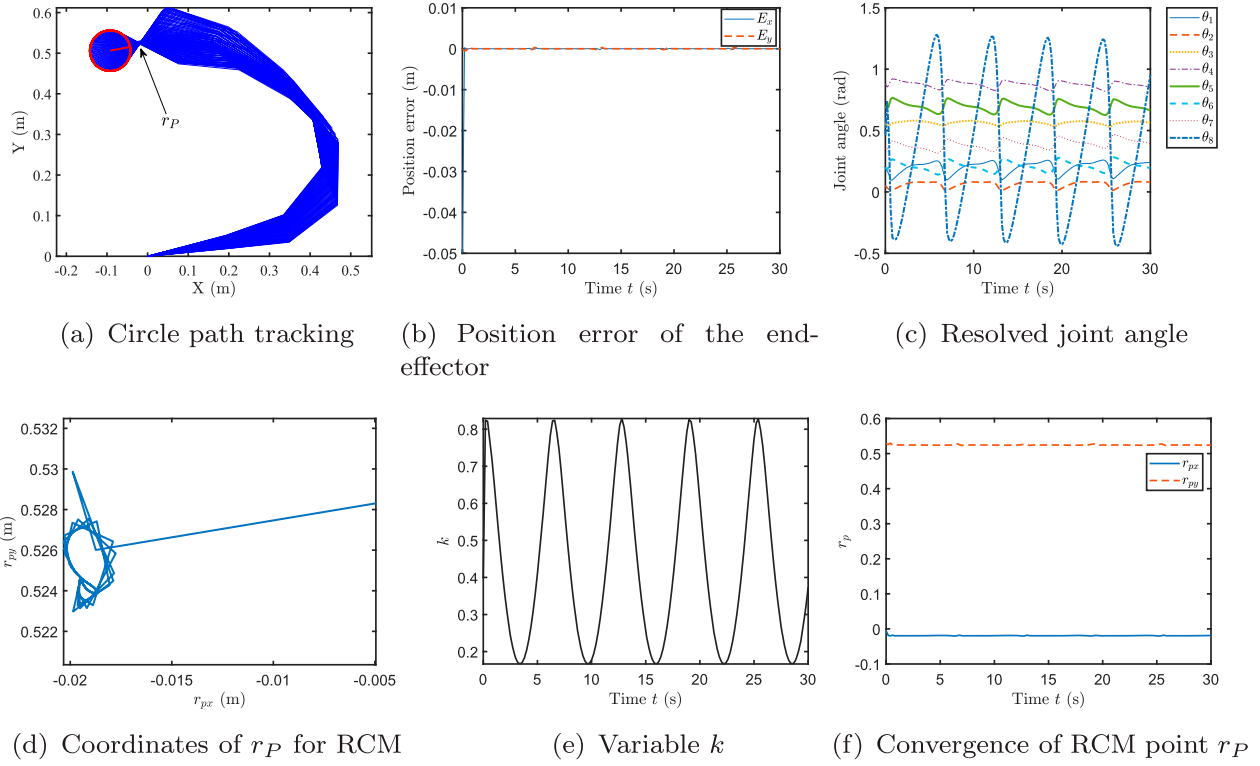 0.6
0.5
0.4
0.3
0.2
0.1
0
Y (m)
-0.2 -0.1 0 0.1 0.2 0.3 0.4 0.5
X (m)
r_P
(a) Circle path tracking
0.01
0
-0.01
-0.02
-0.03
-0.04
-0.05
Position error (m)
0 5 10 15 20 25 30
Time t (s)
E_x
E_y
(b) Position error of the end-
effector
1.5
1
0.5
0
-0.5
Joint angle (rad)
0 5 10 15 20 25 30
Time t (s)
θ_1
θ_2
θ_3
θ_4
θ_5
θ_6
θ_7
θ_8
(c) Resolved joint angle
0.532
0.53
0.528
0.526
0.524
0.522
r_{py} (m)
-0.02 -0.015 -0.01 -0.005
r_{px} (m)
(d) Coordinates of r_P for RCM
0.8
0.7
0.6
0.5
0.4
0.3
0.2
k
0 5 10 15 20 25 30
Time t (s)
(e) Variable k
0.6
0.5
0.4
0.3
0.2
0.1
0
-0.1
r_p
0 5 10 15 20 25 30
Time t (s)
r_{px}
r_{py}
(f) Convergence of RCM point r_P